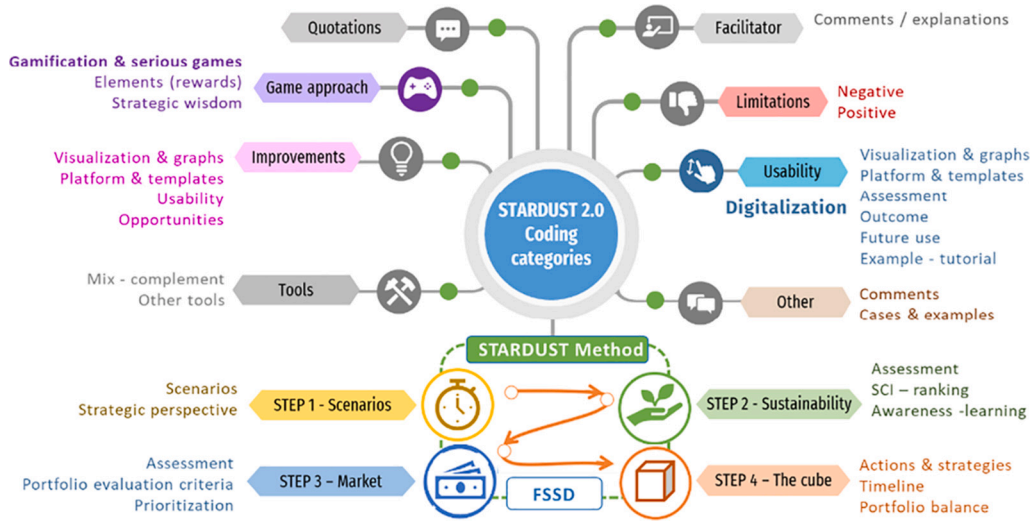 Quotations
Facilitator
Comments / explanations
Gamification & serious games
Elements (rewards)
Strategic wisdom
Game approach
Limitations
Negative
Positive
Improvements
Visualization & graphs
Platform & templates
Usability
Opportunities
Usability
Digitalization
Visualization & graphs
Platform & templates
Assessment
Outcome
Future use
Example - tutorial
STARDUST 2.0
Coding
categories
Mix - complement
Other tools
Tools
Other
Comments
Cases & examples
STARDUST Method
Scenarios
Strategic perspective
STEP 1 - Scenarios
STEP 2 - Sustainability
Assessment
SCI – ranking
Awareness -learning
Assessment
Portfolio evaluation criteria
Prioritization
STEP 3 – Market
FSSD
STEP 4 – The cube
Actions & strategies
Timeline
Portfolio balance